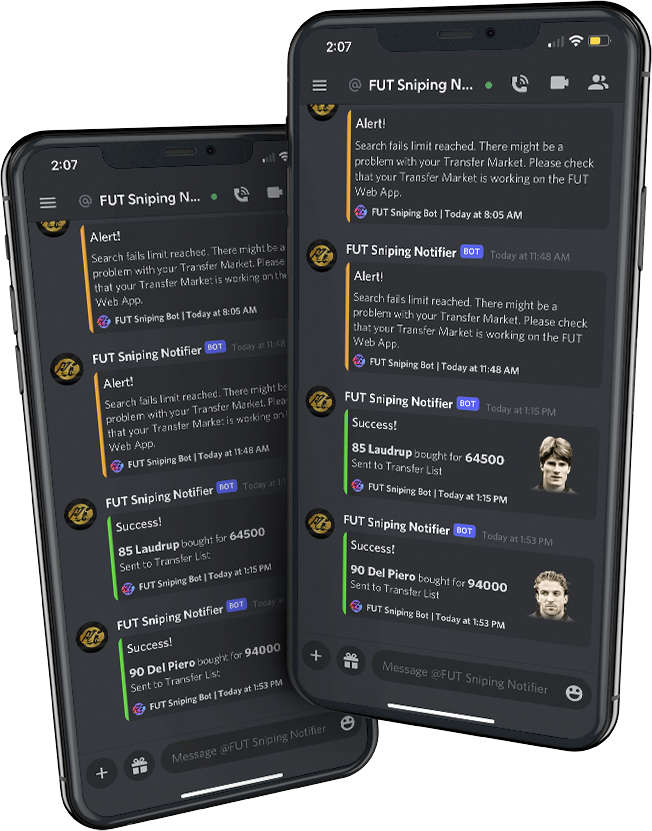 2:07
@ FUT Sniping N...
Alert!
Search fails limit reached. There might be a
problem with your Transfer Market. Please
that your Transfer Market is working on the
Web App.
FUT Sniping Bot | Today at 8:05 AM
FUT Sniping Notifier BOT Today at 11:48
Alert!
Search fails limit reached. There might be
problem with your Transfer Market. Please
that your Transfer Market is working on
Web App.
FUT Sniping Bot | Today at 11:48 AM
FUT Sniping Notifier BOT Today at 1:1
Success!
85 Laudrup bought for 64500
Sent to Transfer List
FUT Sniping Bot | Today at 1:15 PM
FUT Sniping Notifier BOT Today at
Success!
90 Del Piero bought for 94000
Sent to Transfer List
FUT Sniping Bot | Today at 1:53 PM
Message @FUT Sniping Notifier
2:07
@ FUT Sniping No...
Alert!
Search fails limit reached. There might be a
problem with your Transfer Market. Please check
that your Transfer Market is working on the FUT
Web App.
FUT Sniping Bot | Today at 8:05 AM
FUT Sniping Notifier BOT Today at 11:48 AM
Alert!
Search fails limit reached. There might be a
problem with your Transfer Market. Please check
that your Transfer Market is working on the FUT
Web App.
FUT Sniping Bot | Today at 11:48 AM
FUT Sniping Notifier BOT Today at 1:15 PM
Success!
85 Laudrup bought for 64500
Sent to Transfer List
FUT Sniping Bot | Today at 1:15 PM
FUT Sniping Notifier BOT Today at 1:53 PM
Success!
90 Del Piero bought for 94000
Sent to Transfer List
FUT Sniping Bot | Today at 1:53 PM
Message @FUT Sniping Notifier